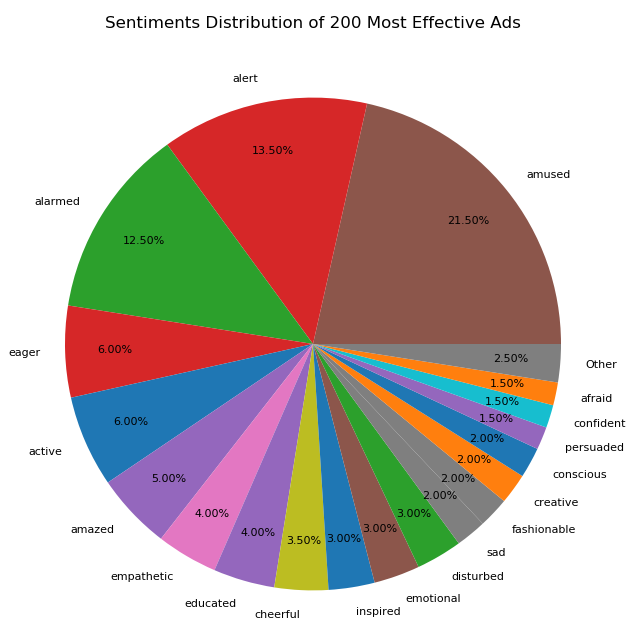 Sentiments Distribution of 200 Most Effective Ads
alert
13.50%
amused
21.50%
alarmed
12.50%
eager
6.00%
active
6.00%
amazed
5.00%
empathetic
4.00%
educated
4.00%
cheerful
3.50%
inspired
3.00%
emotional
3.00%
disturbed
3.00%
sad
2.00%
fashionable
2.00%
creative
2.00%
conscious
2.00%
persuaded
1.50%
confident
1.50%
afraid
1.50%
Other
2.50%